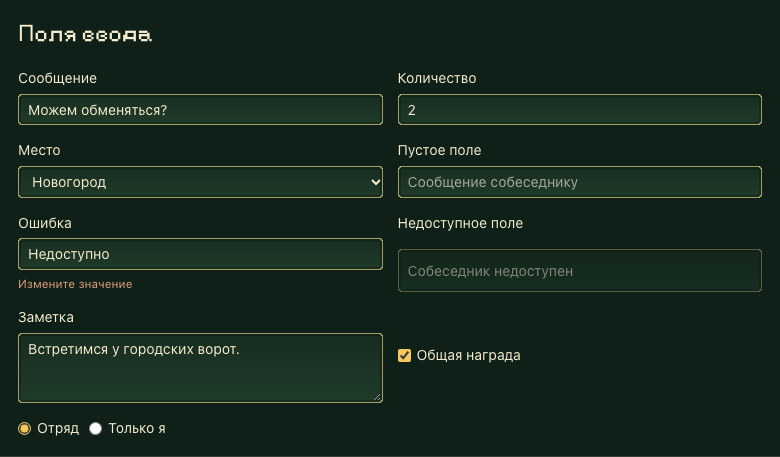 Поля ввода
Сообщение
Количество
Можем обменяться?
2
Место
Пустое поле
Новогород
Сообщение собеседнику
Ошибка
Недоступное поле
Недоступно
Собеседник недоступен
Измените значение
Заметка
Встретимся у городских ворот.
Общая награда
Отряд
Только я